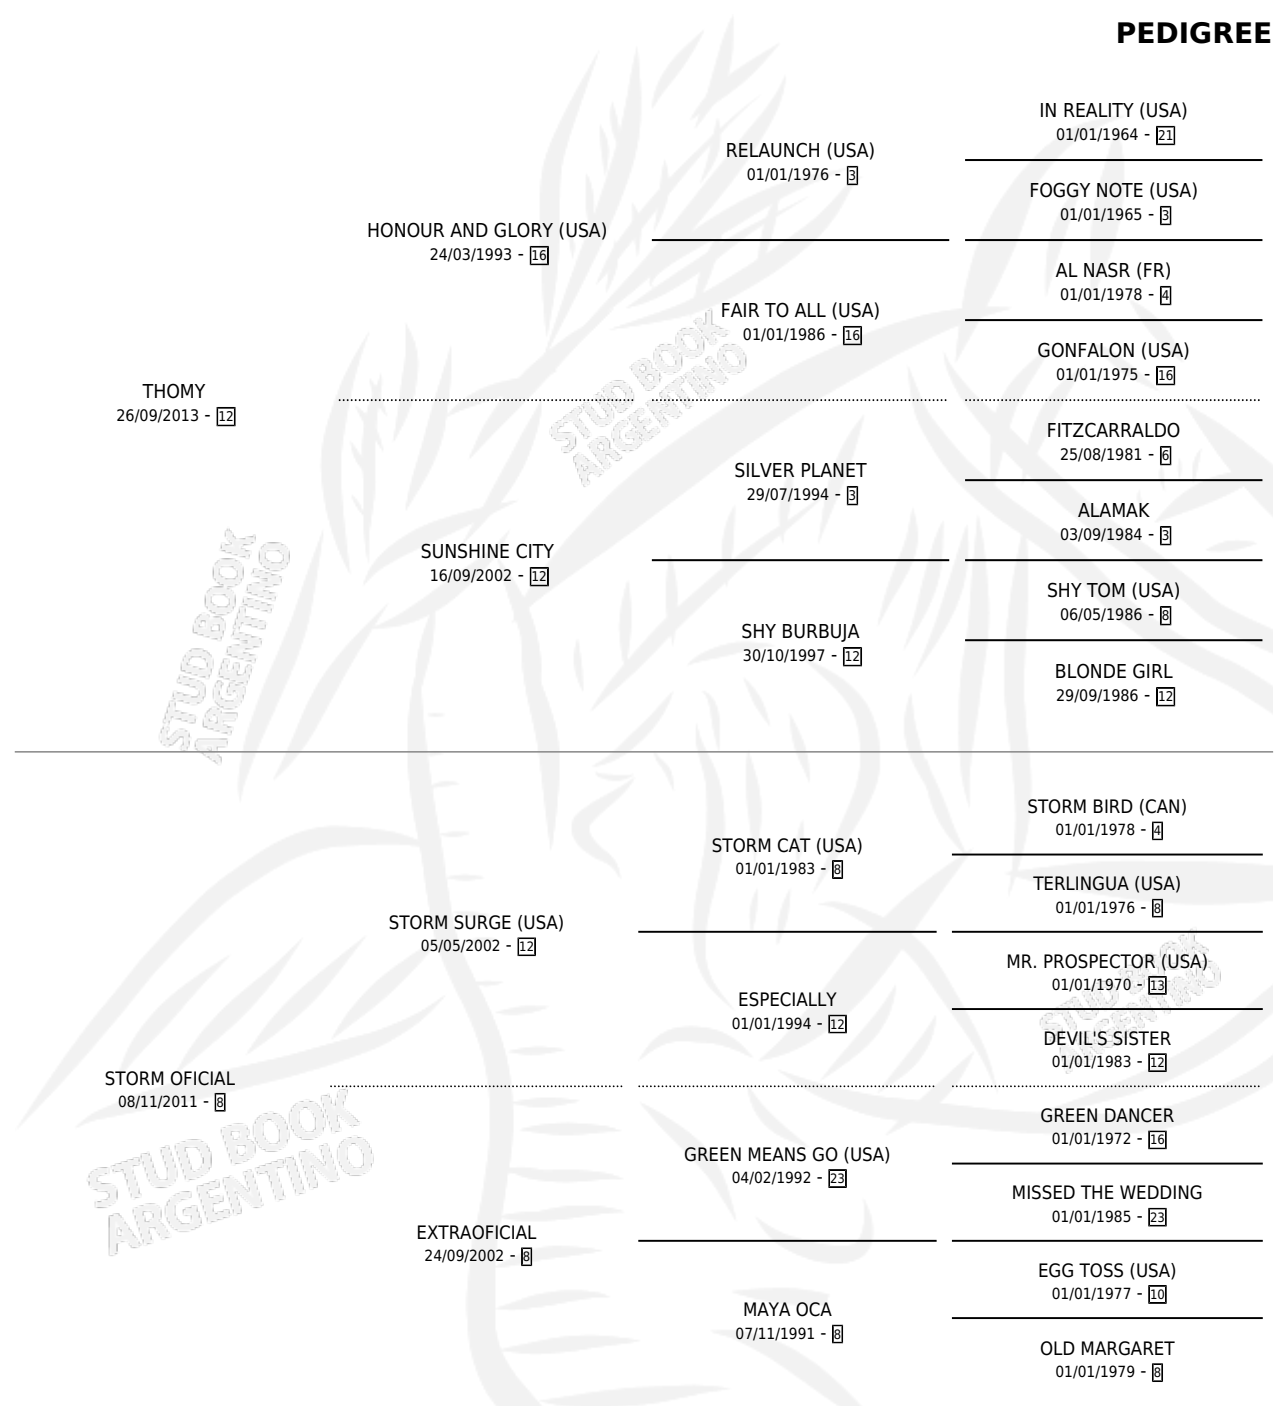 PEDIGREE
IN REALITY (USA)
01/01/1964 - 21
RELAUNCH (USA)
01/01/1976 - 3
FOGGY NOTE (USA)
01/01/1965 - 3
HONOUR AND GLORY (USA)
24/03/1993 - 16
AL NASR (FR)
01/01/1978 - 4
FAIR TO ALL (USA)
01/01/1986 - 16
GONFALON (USA)
01/01/1975 - 16
THOMY
26/09/2013 - 12
STUD BOOK
ARGENTINO
FITZCARRALDO
25/08/1981 - 6
SILVER PLANET
29/07/1994 - 3
ALAMAK
03/09/1984 - 3
SUNSHINE CITY
16/09/2002 - 12
SHY TOM (USA)
06/05/1986 - 8
SHY BURBUJA
30/10/1997 - 12
BLONDE GIRL
29/09/1986 - 12
STUD BOOK
ARGENTINO
STORM BIRD (CAN)
01/01/1978 - 4
STORM CAT (USA)
01/01/1983 - 8
TERLINGUA (USA)
01/01/1976 - 8
STORM SURGE (USA)
05/05/2002 - 12
MR. PROSPECTOR (USA)
01/01/1970 - 13
ESPECIALLY
01/01/1994 - 12
STUD BOOK
ARGENTINO
DEVIL'S SISTER
01/01/1983 - 12
STORM OFICIAL
08/11/2011 - 8
GREEN DANCER
01/01/1972 - 16
GREEN MEANS GO (USA)
04/02/1992 - 23
MISSED THE WEDDING
01/01/1985 - 23
STUD BOOK
ARGENTINO
EXTRAOFICIAL
24/09/2002 - 8
EGG TOSS (USA)
01/01/1977 - 10
MAYA OCA
07/11/1991 - 8
OLD MARGARET
01/01/1979 - 8